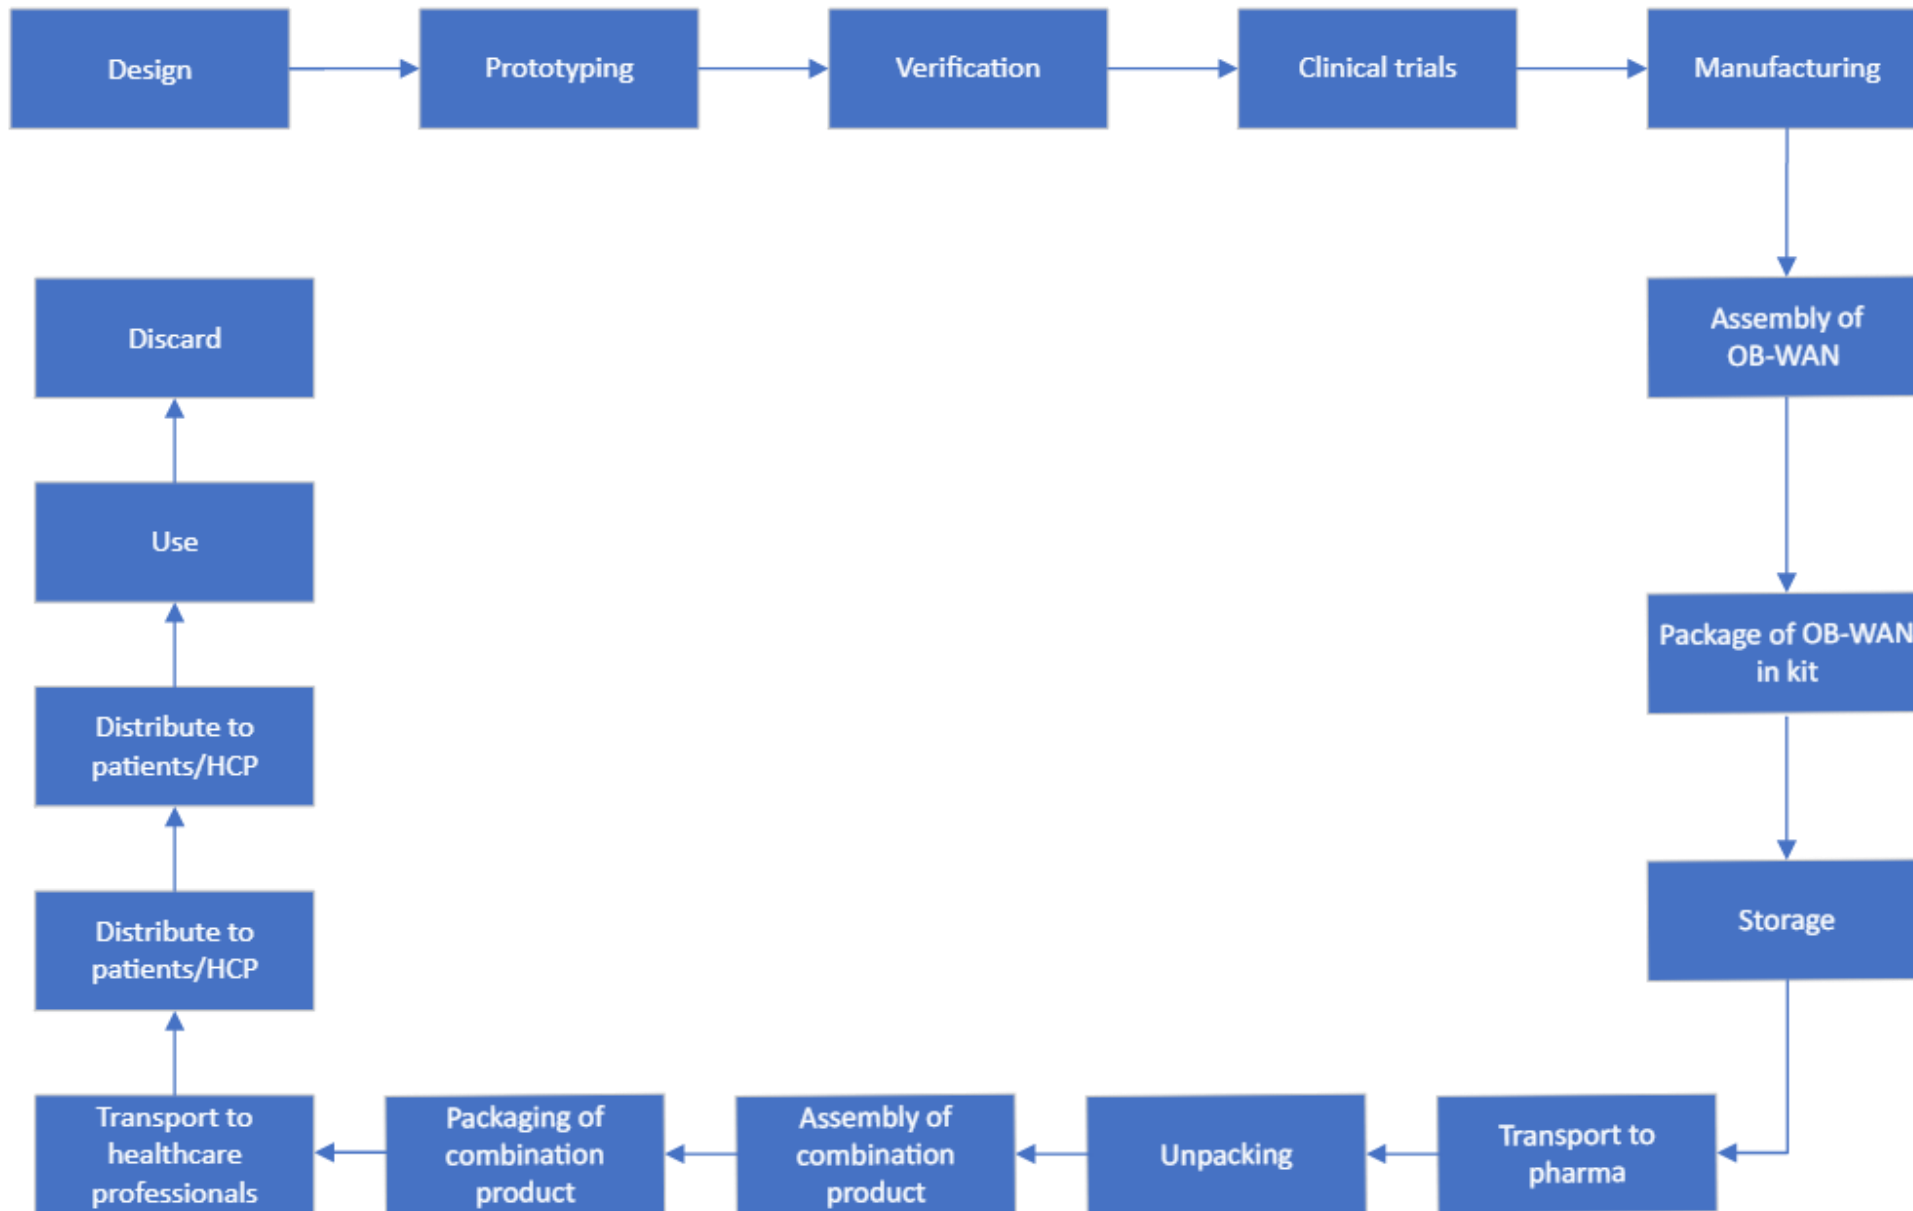 Design
Prototyping
Verification
Clinical trials
Manufacturing
Assembly of
OB-WAN
Package of OB-WAN
in kit
Storage
Transport to
pharma
Unpacking
Assembly of
combination
product
Packaging of
combination
product
Transport to
healthcare
professionals
Distribute to
patients/HCP
Distribute to
patients/HCP
Use
Discard